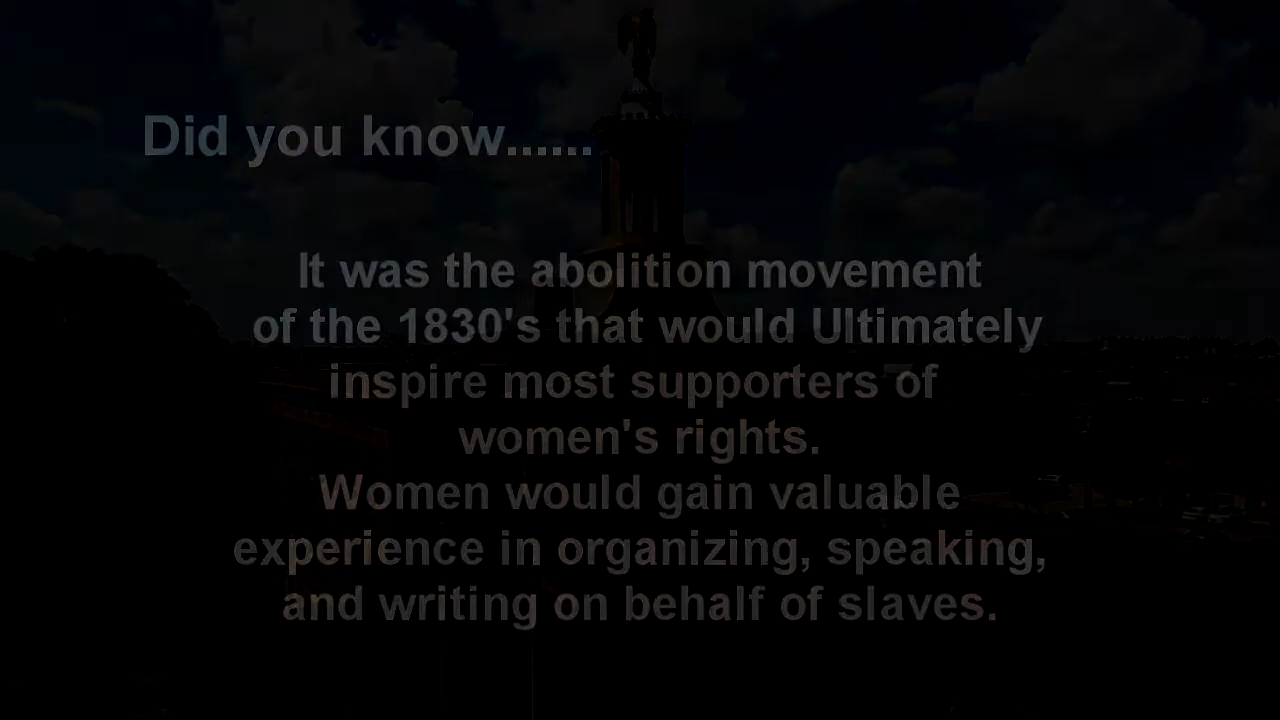 Did you know......
It was the abolition movement
of the 1830's that would Ultimately
inspire most supporters of
women's rights.
Women would gain valuable
experience in organizing, speaking,
and writing on behalf of slaves.